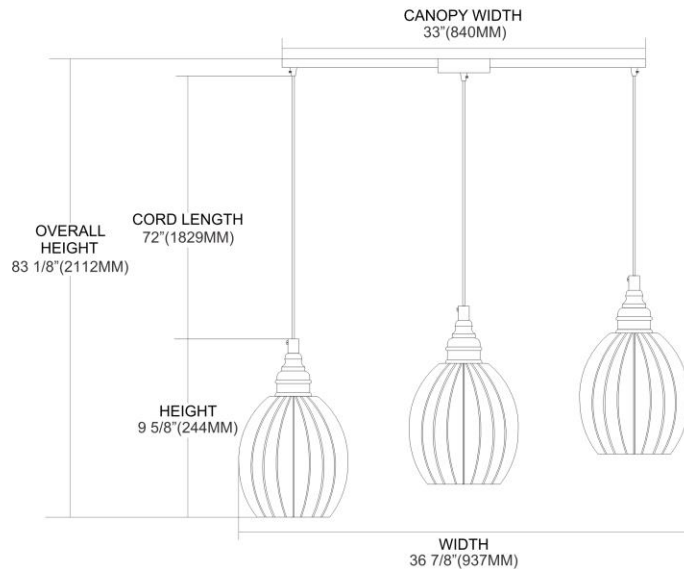 CANOPY WIDTH
33"(840MM)
CORD LENGTH
72"(1829MM)
OVERALL
HEIGHT
83 1/8"(2112MM)
HEIGHT
9 5/8"(244MM)
WIDTH
36 7/8"(937MM)